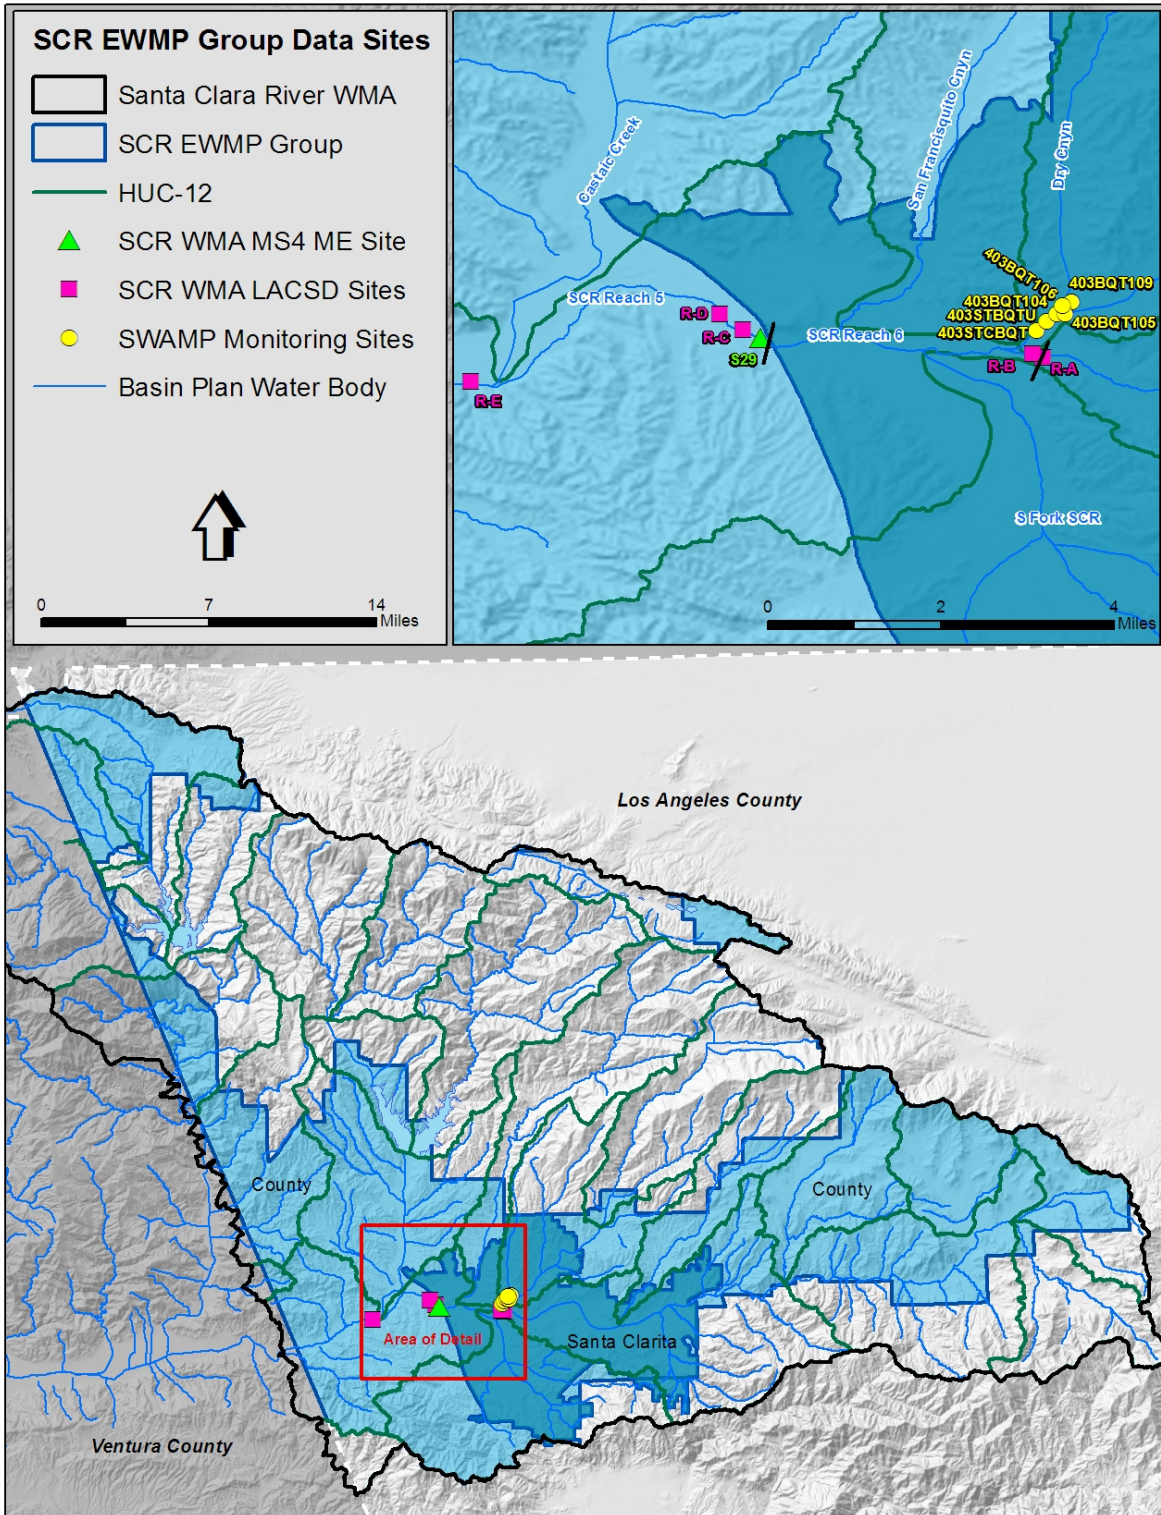 SCR EWMP Group Data Sites
Santa Clara River WMA
SCR EWMP Group
HUC-12
SCR WMA MS4 ME Site
SCR WMA LACSD Sites
SWAMP Monitoring Sites
Basin Plan Water Body
0 7 14
Miles
Castaic Creek
San Francisquito Cnyn
Dry Cnyn
403BQT106
403BQT109
403BQT104
403STBQTU
403BQT105
403STCBQT
SCR Reach 5
R-D
R-C
S29
SCR Reach 6
R-B
R-A
R-E
S Fork SCR
0 2 4
Miles
Los Angeles County
County
County
Area of Detail
Santa Clarita
Ventura County